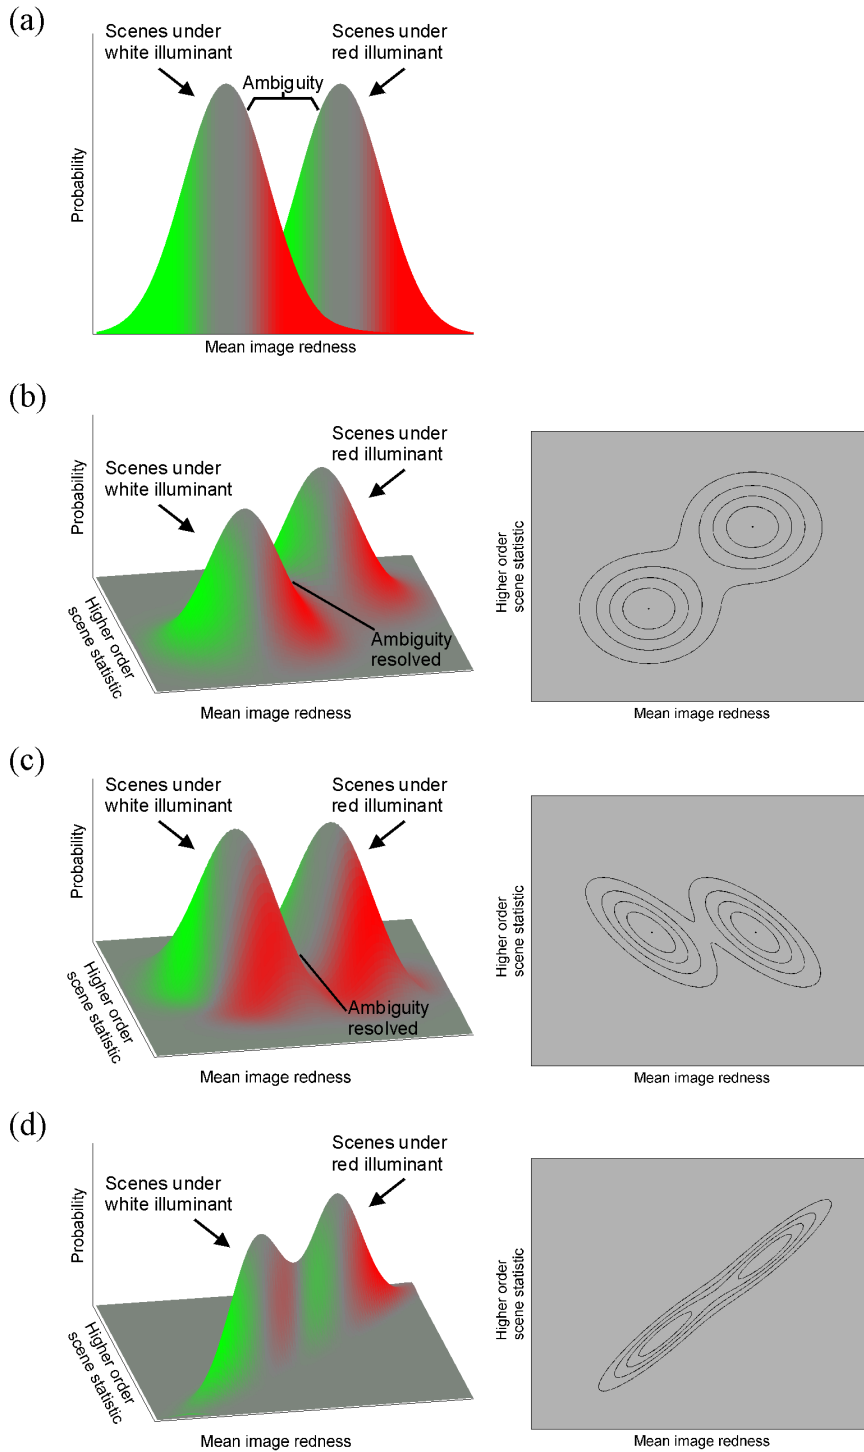 (a)
Scenes under
white illuminant
Scenes under
red illuminant
Ambiguity
Probability
Mean image redness
(b)
Scenes under
white illuminant
Scenes under
red illuminant
Probability
Ambiguity
resolved
Higher order
scene statistic
Mean image redness
Higher order
scene statistic
Mean image redness
(c)
Scenes under
white illuminant
Scenes under
red illuminant
Probability
Ambiguity
resolved
Higher order
scene statistic
Mean image redness
Higher order
scene statistic
Mean image redness
(d)
Scenes under
white illuminant
Scenes under
red illuminant
Probability
Higher order
scene statistic
Mean image redness
Higher order
scene statistic
Mean image redness